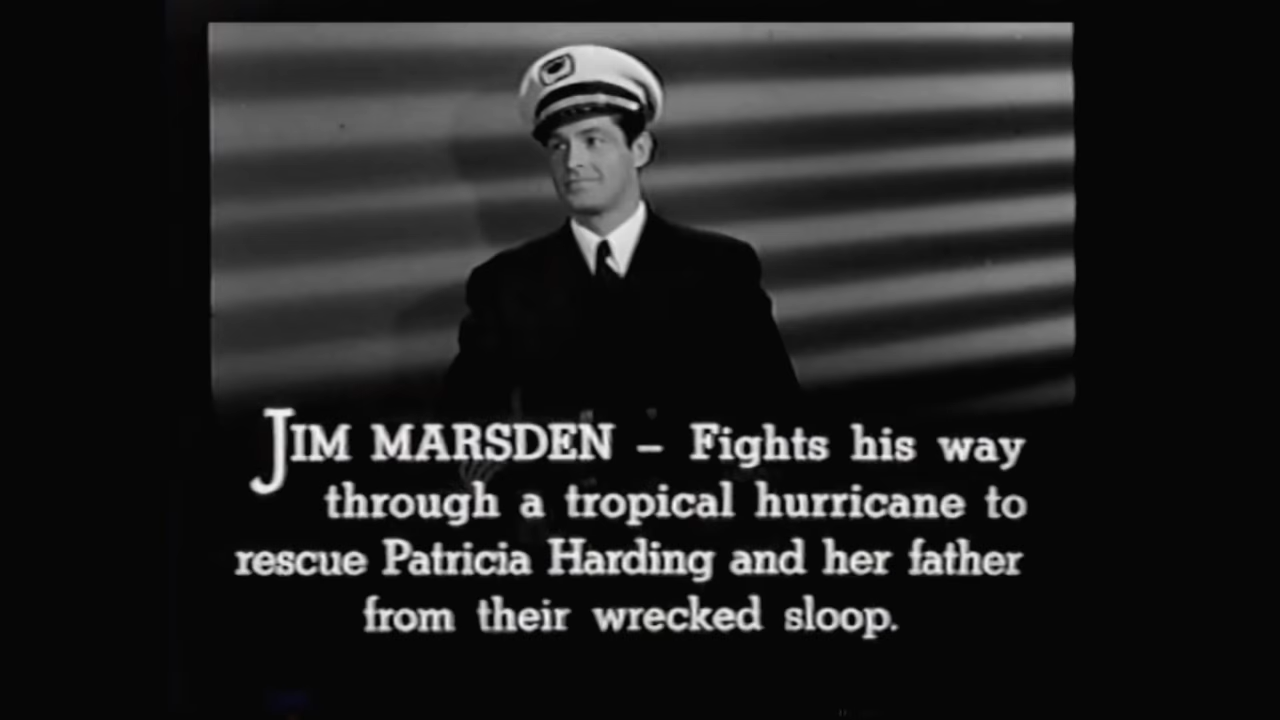 JIM MARSDEN – Fights his way
through a tropical hurricane to
rescue Patricia Harding and her father
from their wrecked sloop.